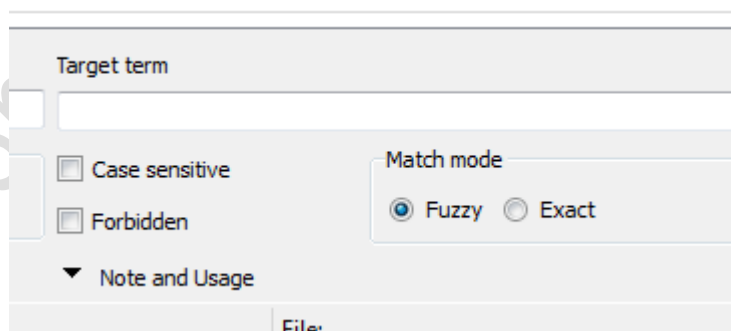 Target term
Case sensitive
Match mode
Fuzzy Exact
Forbidden
Note and Usage
File: